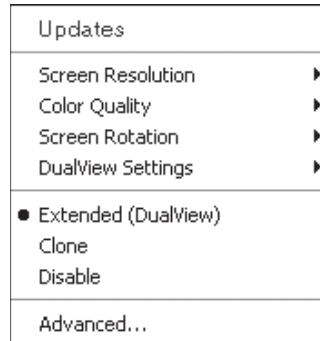 Updates
Screen Resolution
Color Quality
Screen Rotation
DualView Settings
Extended (DualView)
Clone
Disable
Advanced...